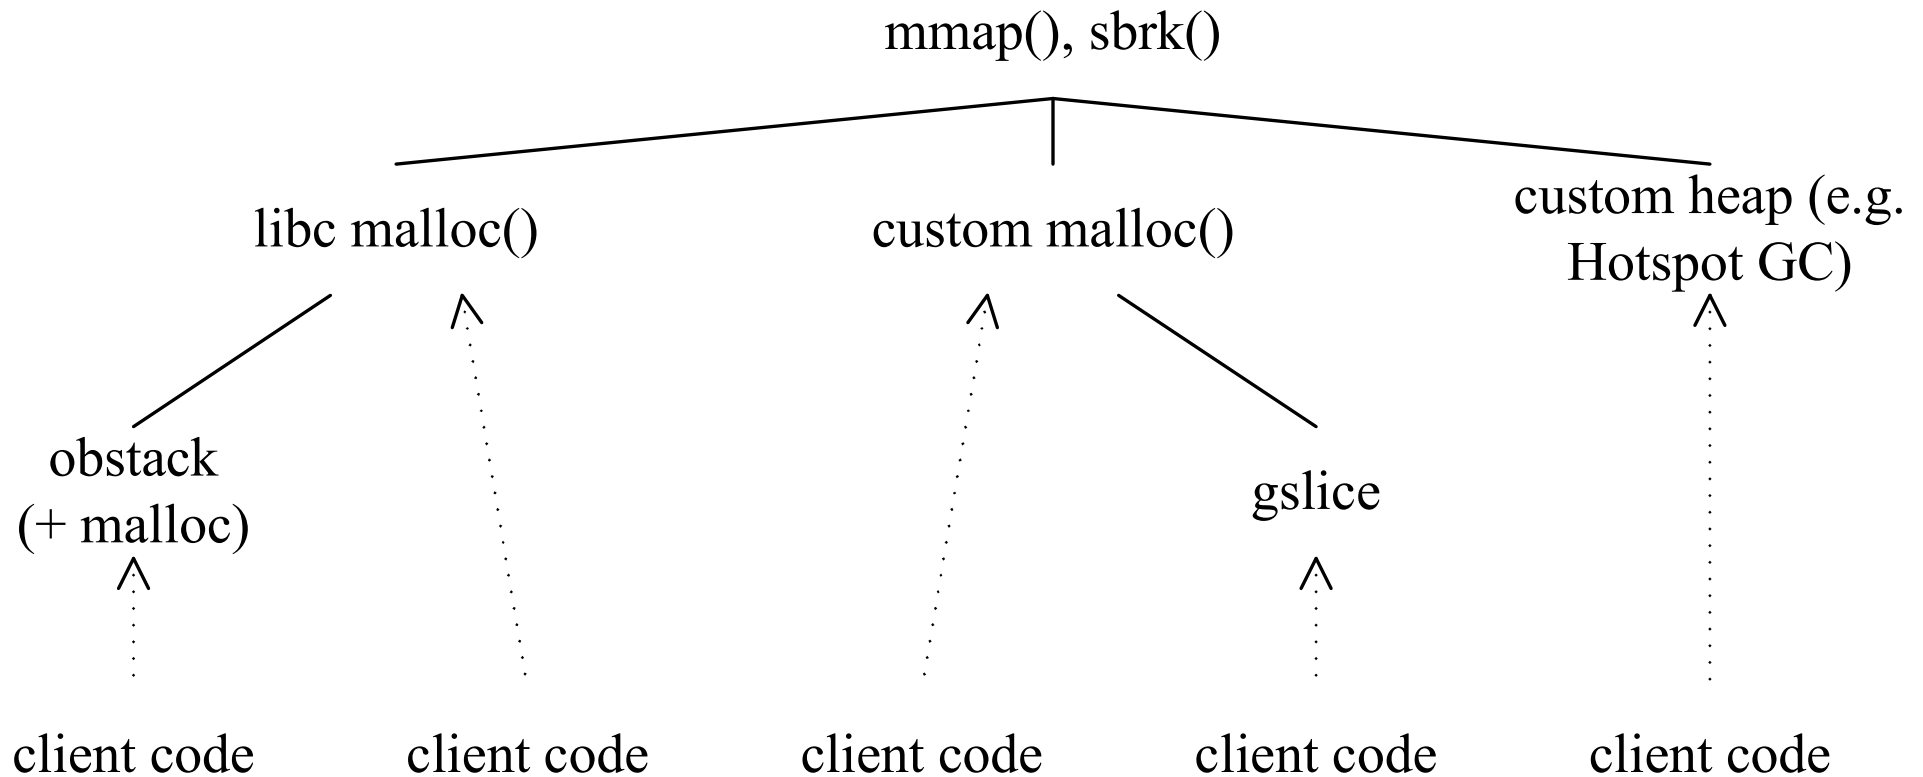 mmap(), sbrk()
libc malloc()
custom malloc()
custom heap (e.g.
Hotspot GC)
obstack
(+ malloc)
gslice
client code
client code
client code
client code
client code